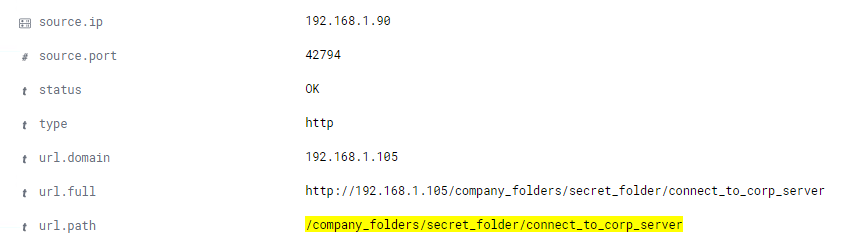 source.ip 192.168.1.90
# source.port 42794
t status OK
t type http
t url.domain 192.168.1.105
t url.full http://192.168.1.105/company_folders/secret_folder/connect_to_corp_server
t url.path /company_folders/secret_folder/connect_to_corp_server